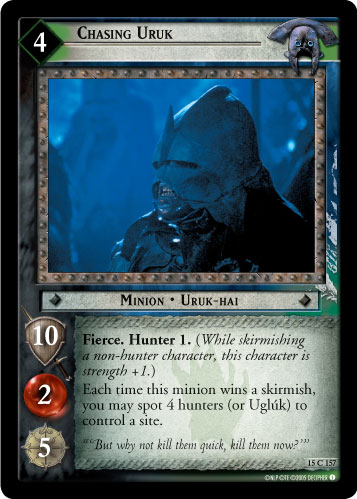 4
Chasing Uruk
Minion • Uruk-hai
10
2
5
Fierce. Hunter 1. (While skirmishing
a non-hunter character, this character is
strength +1.)
Each time this minion wins a skirmish,
you may spot 4 hunters (or Uglúk) to
control a site.
“‘But why not kill them quick, kill them now?’”
15 C 157